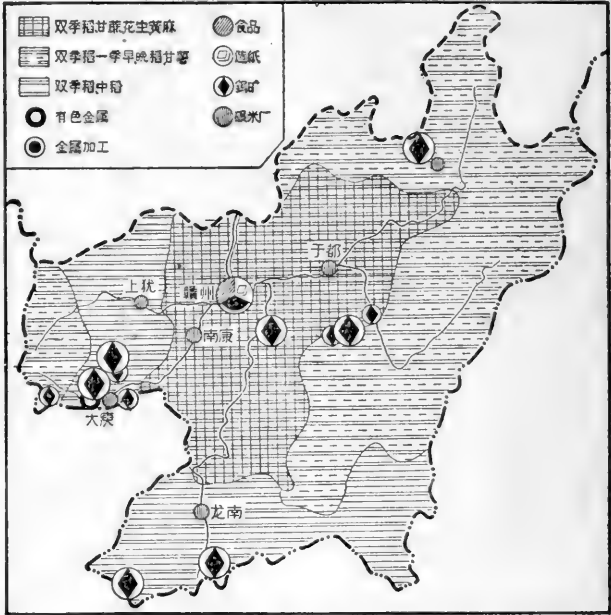 双季稻甘蔗花生黄麻
双季稻一季早晚稻甘薯
双季稻中稻
有色金属
金属加工
食品
造纸
钨矿
碾米厂
于都
上犹
赣州
南康
大庾
龙南